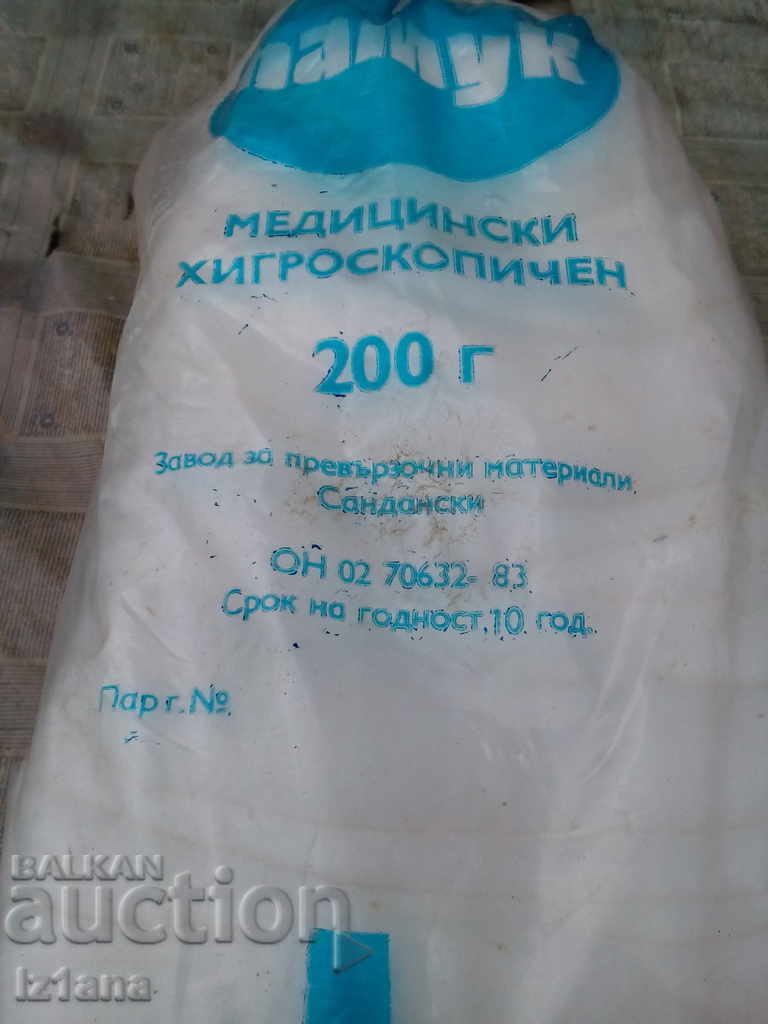 памук
МЕДИЦИНСКИ
ХИГРОСКОПИЧЕН
200 г
Завод за превързочни материали
Сандански
ОН 02 70632-83
Срок на годност 10 год.
Парт. №
BALKAN
auction
iz1ana